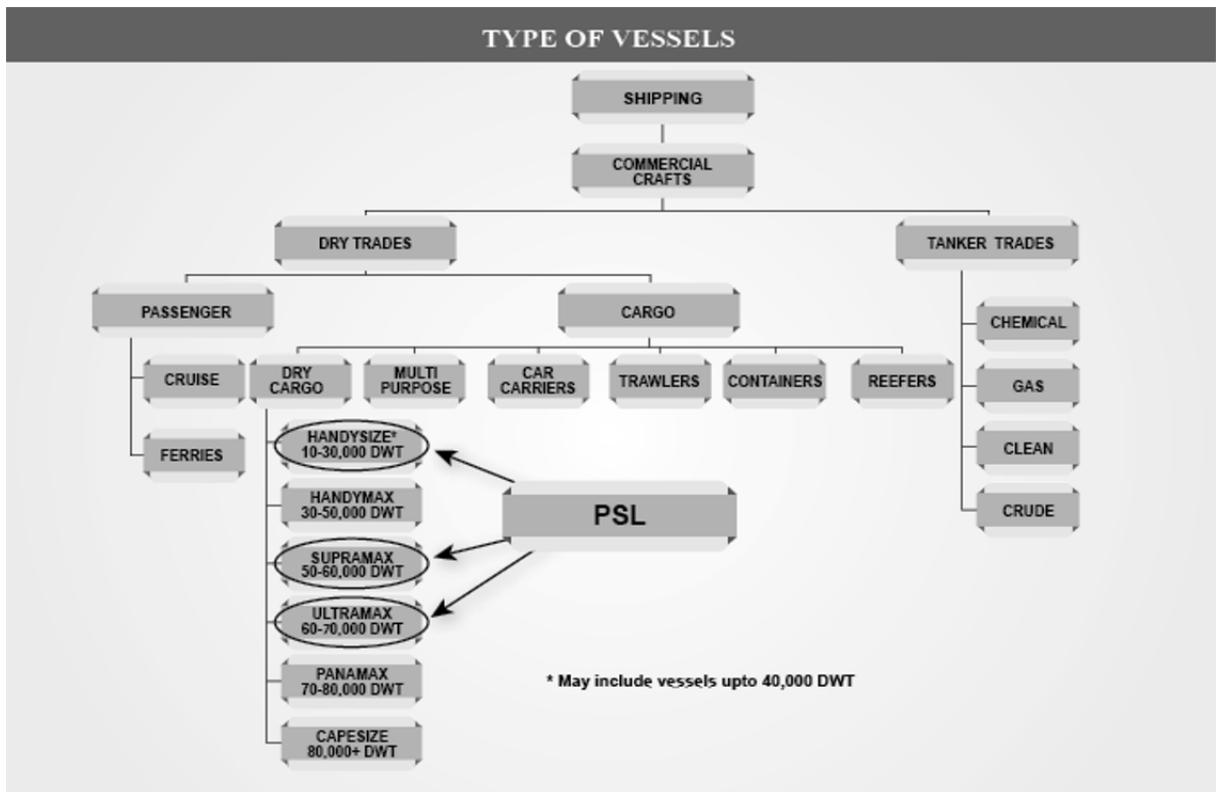 TYPE OF VESSELS
SHIPPING
COMMERCIAL
CRAFTS
DRY TRADES
TANKER TRADES
PASSENGER
CARGO
CHEMICAL
CRUISE
DRY
CARGO
MULTI
PURPOSE
CAR
CARRIERS
TRAWLERS
CONTAINERS
REEFERS
GAS
FERRIES
HANDYSIZE*
10-30,000 DWT
CLEAN
HANDYMAX
30-50,000 DWT
PSL
CRUDE
SUPRAMAX
50-60,000 DWT
ULTRAMAX
60-70,000 DWT
PANAMAX
70-80,000 DWT
* May include vessels upto 40,000 DWT
CAPESIZE
80,000+ DWT